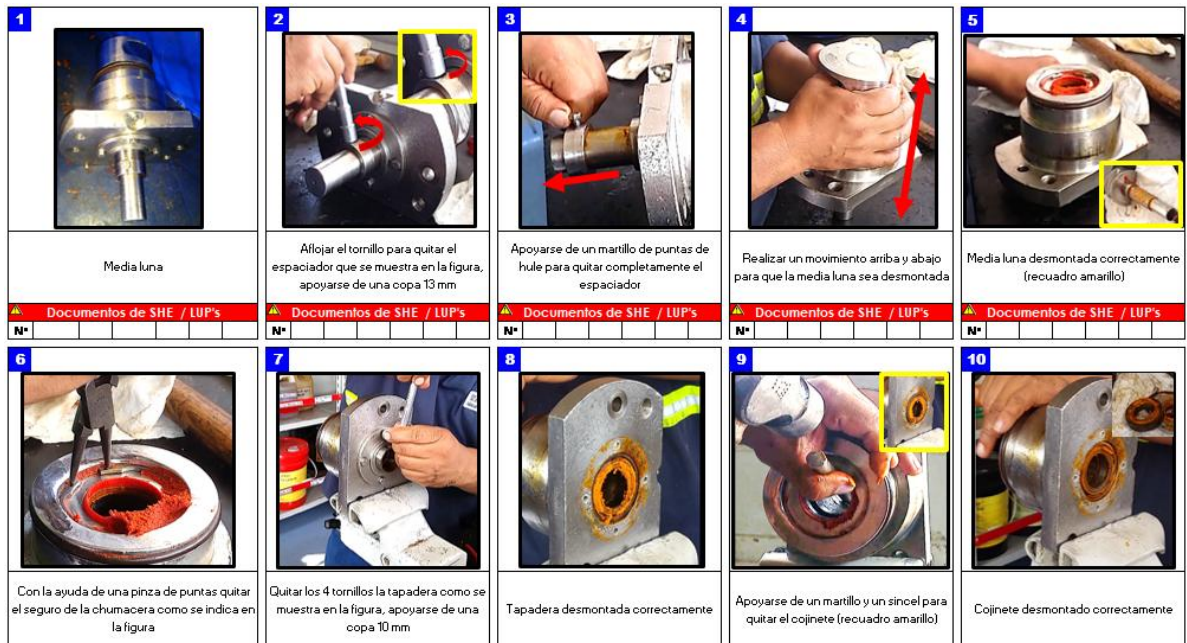 1
Media luna
Documentos de SHE / LUP's
Nº
2
Aflojar el tornillo para quitar el
espaciador que se muestra en la figura,
apoyarse de una copa 13 mm
Documentos de SHE / LUP's
Nº
3
Apoyarse de un martillo de puntas de
hule para quitar completamente el
espaciador
Documentos de SHE / LUP's
Nº
4
Realizar un movimiento arriba y abajo
para que la media luna sea desmontada
Documentos de SHE / LUP's
Nº
5
Media luna desmontada correctamente
(recuadro amarillo)
Documentos de SHE / LUP's
Nº
6
Con la ayuda de una pinza de puntas quitar
el seguro de la chumacera como se indica en
la figura
7
Quitar los 4 tornillos la tapadera como se
muestra en la figura, apoyarse de una
copa 10 mm
8
Tapadera desmontada correctamente
9
Apoyarse de un martillo y un sincel para
quitar el cojinete (recuadro amarillo)
10
Cojinete desmontado correctamente